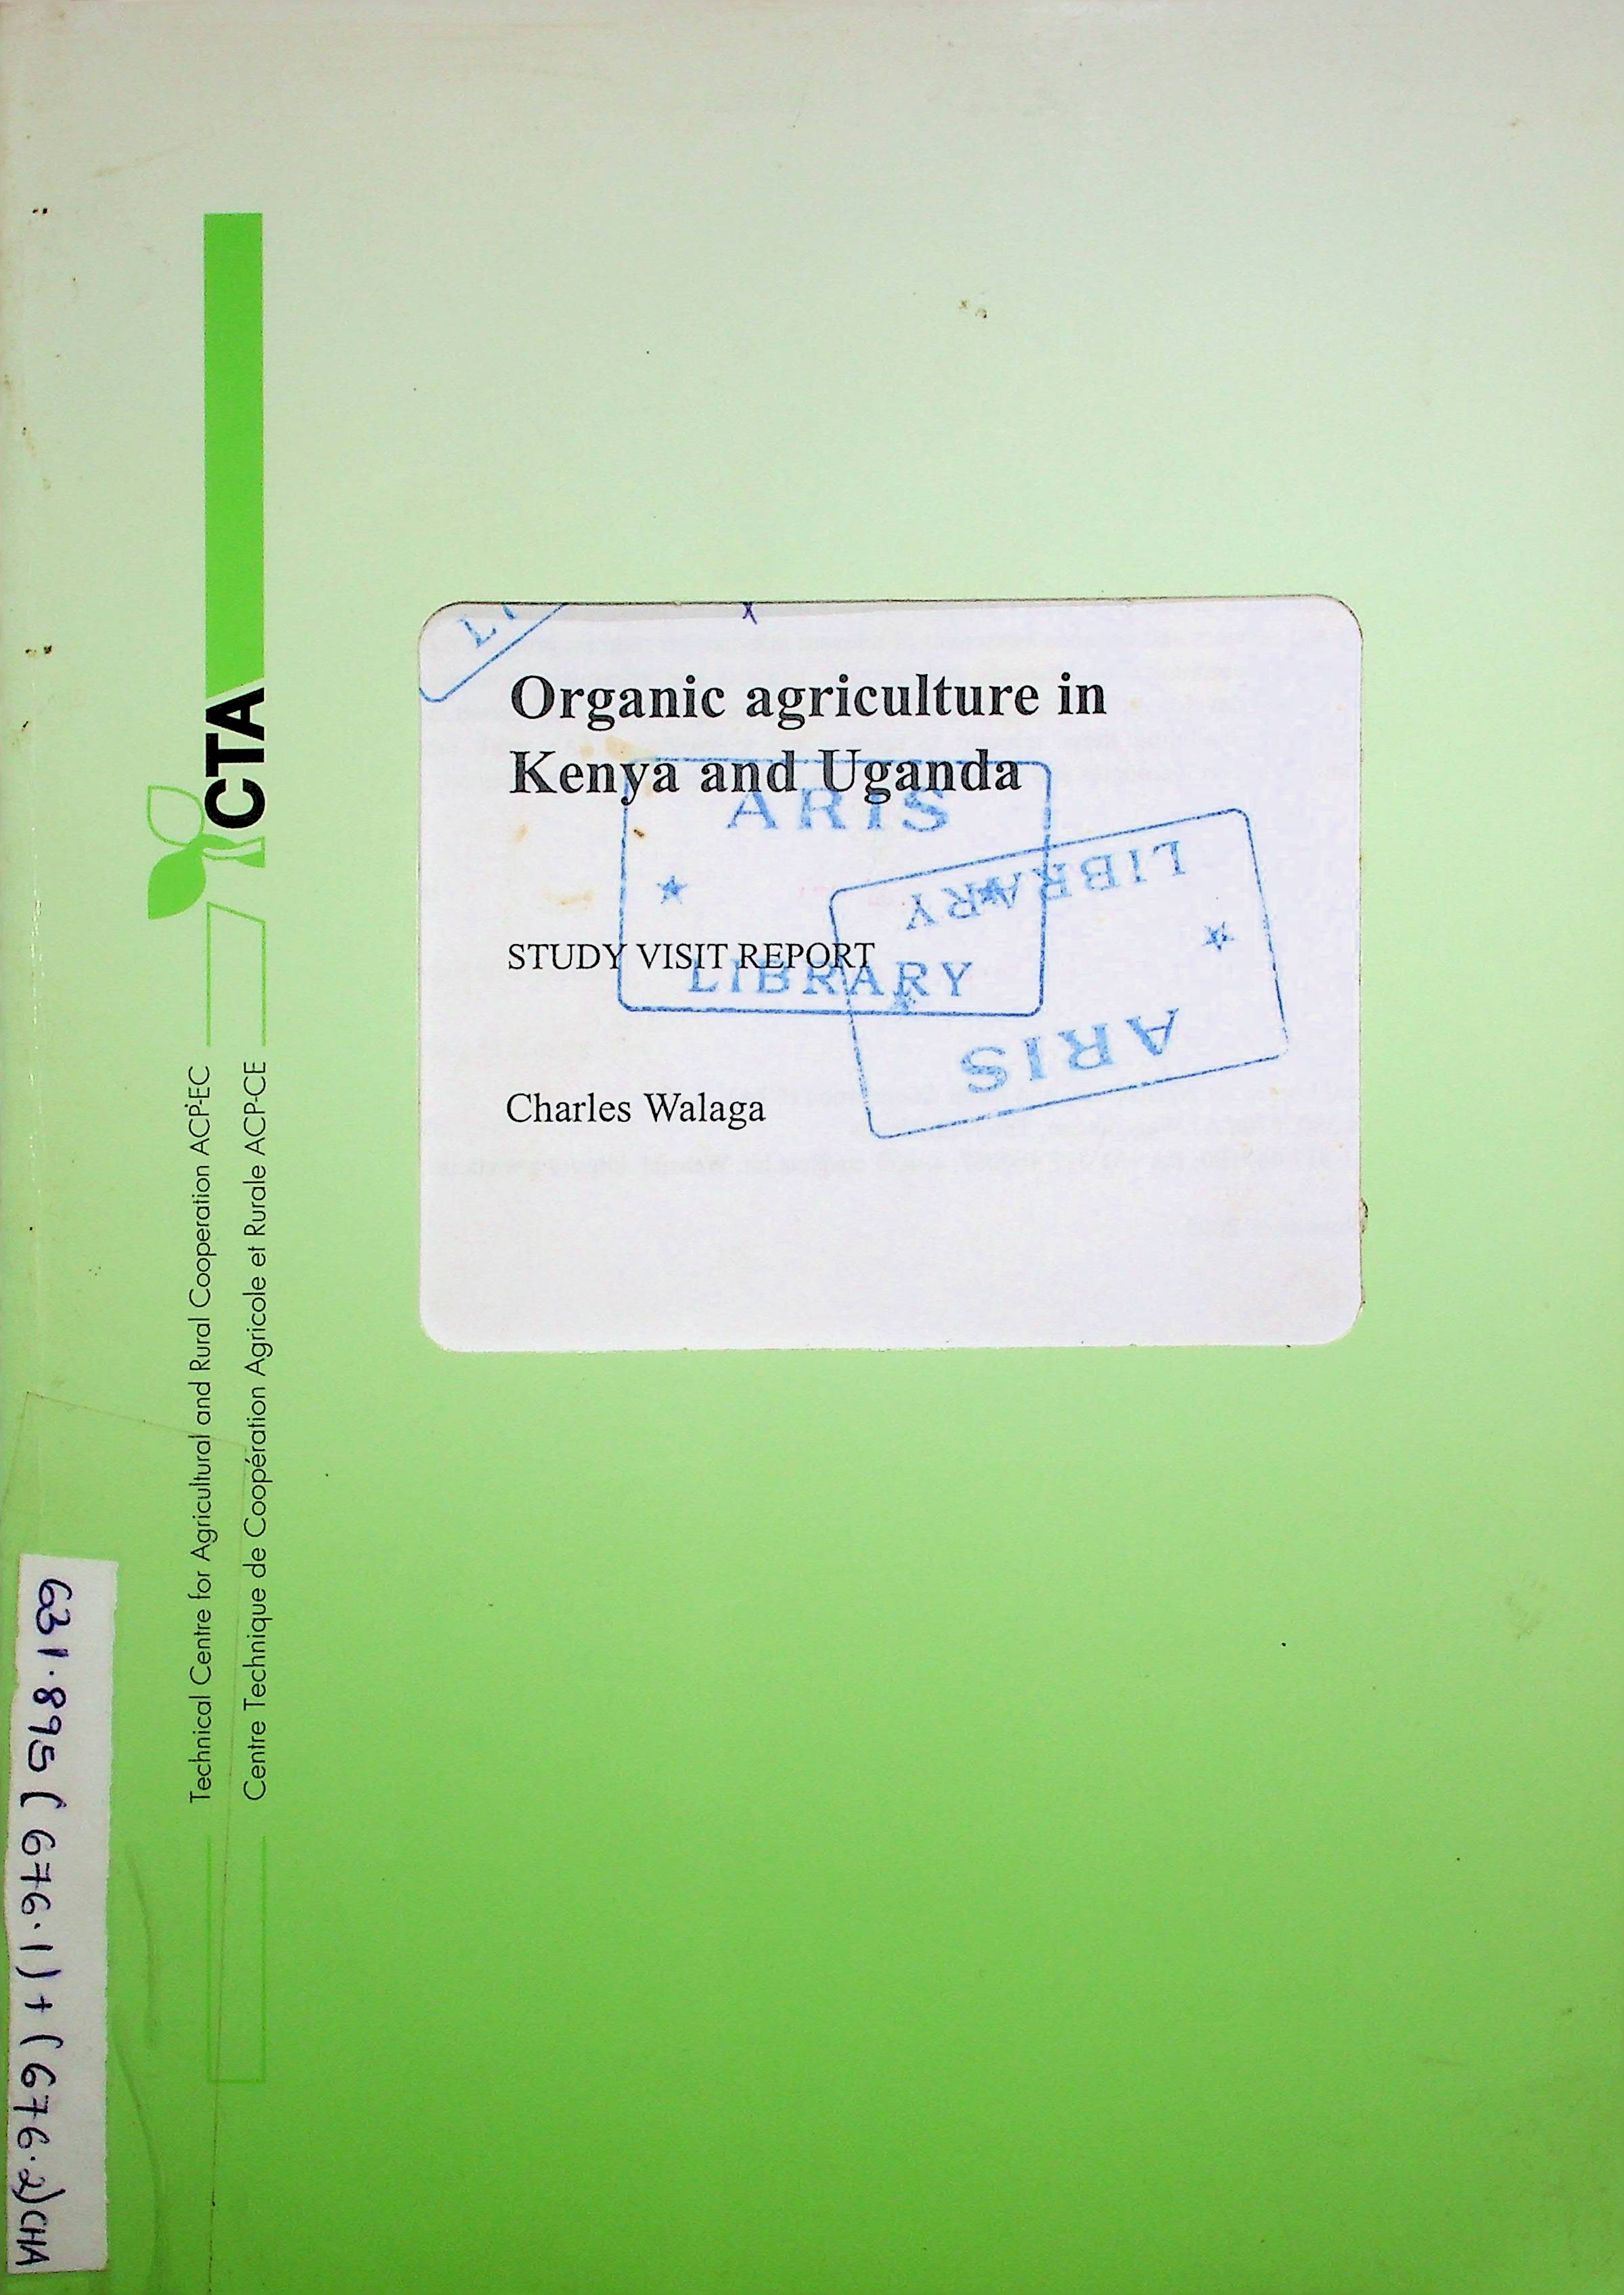 Organic agriculture in
Kenya and Uganda
STUDY VISIT REPORT
Charles Walaga
ARIS
LIBRARY
LIBRARY
ARIS
CTA
Technical Centre for Agricultural and Rural Cooperation ACP-EC
Centre Technique de Coopération Agricole et Rurale ACP-CE
631.895(676.1)+(676.2)CHA